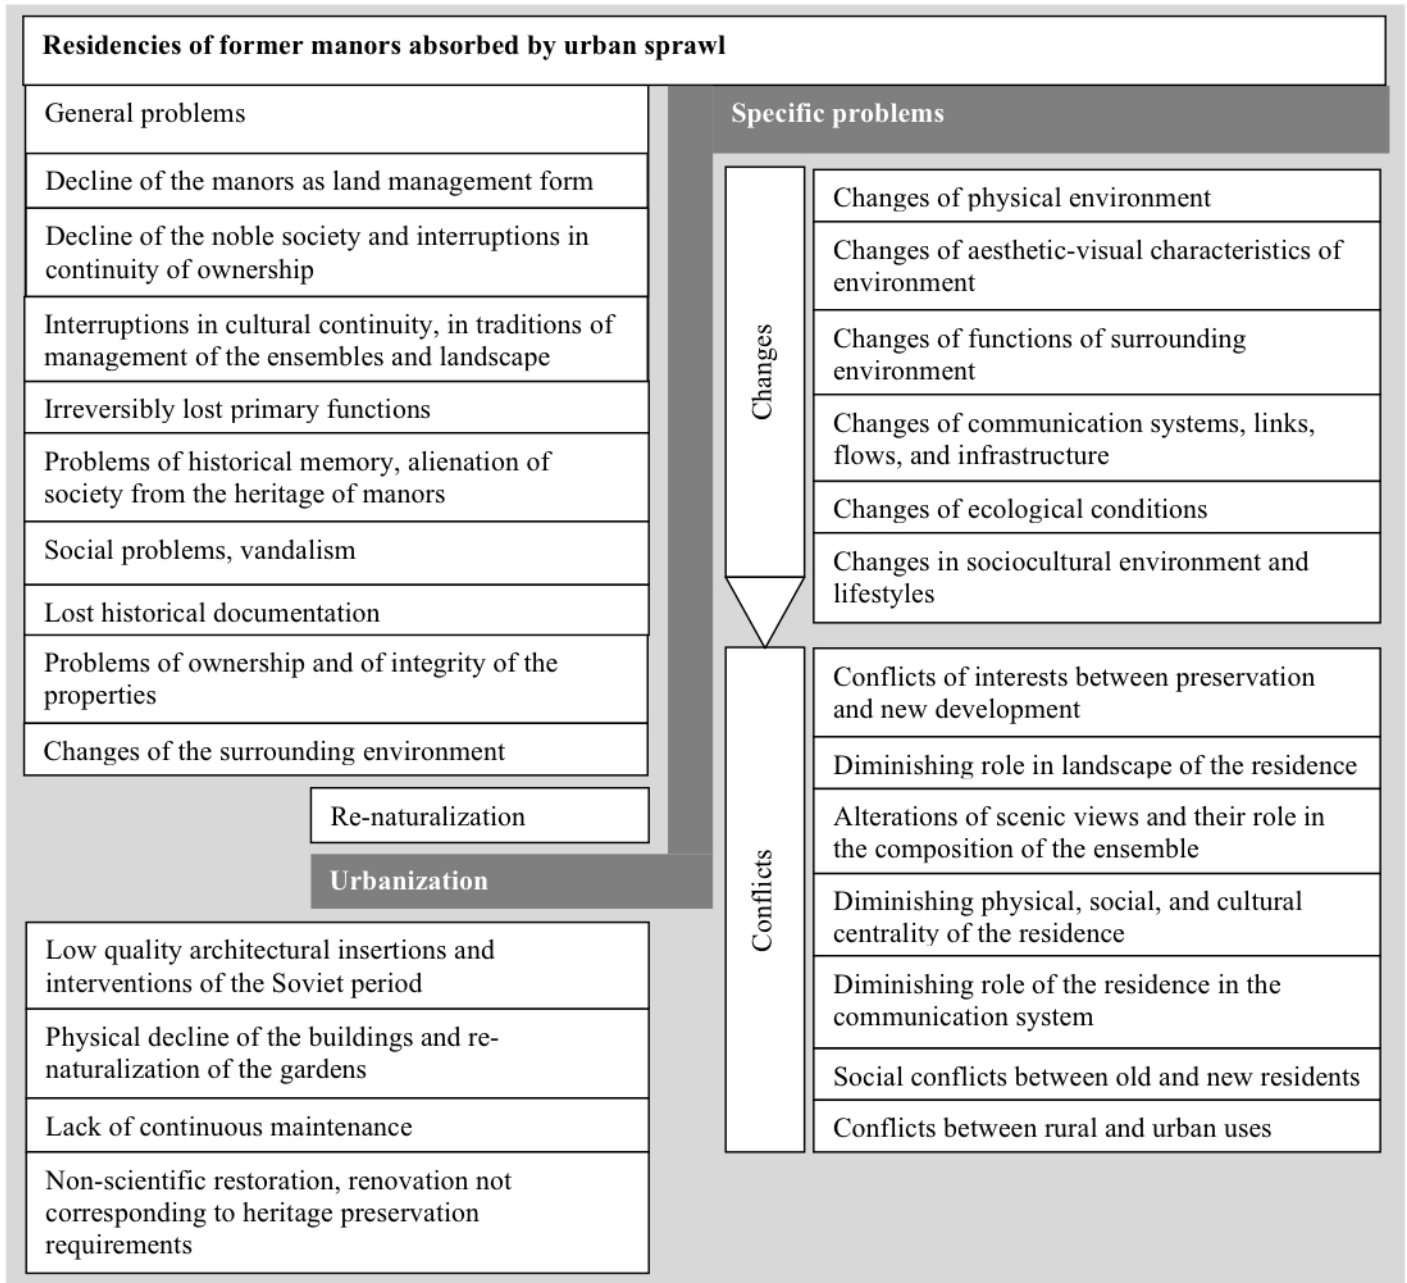 Residencies of former manors absorbed by urban sprawl
General problems
Decline of the manors as land management form
Decline of the noble society and interruptions in
continuity of ownership
Interruptions in cultural continuity, in traditions of
management of the ensembles and landscape
Irreversibly lost primary functions
Problems of historical memory, alienation of
society from the heritage of manors
Social problems, vandalism
Lost historical documentation
Problems of ownership and of integrity of the
properties
Changes of the surrounding environment
Re-naturalization
Urbanization
Low quality architectural insertions and
interventions of the Soviet period
Physical decline of the buildings and re-
naturalization of the gardens
Lack of continuous maintenance
Non-scientific restoration, renovation not
corresponding to heritage preservation
requirements
Specific problems
Changes
Changes of physical environment
Changes of aesthetic-visual characteristics of
environment
Changes of functions of surrounding
environment
Changes of communication systems, links,
flows, and infrastructure
Changes of ecological conditions
Changes in sociocultural environment and
lifestyles
Conflicts
Conflicts of interests between preservation
and new development
Diminishing role in landscape of the residence
Alterations of scenic views and their role in
the composition of the ensemble
Diminishing physical, social, and cultural
centrality of the residence
Diminishing role of the residence in the
communication system
Social conflicts between old and new residents
Conflicts between rural and urban uses